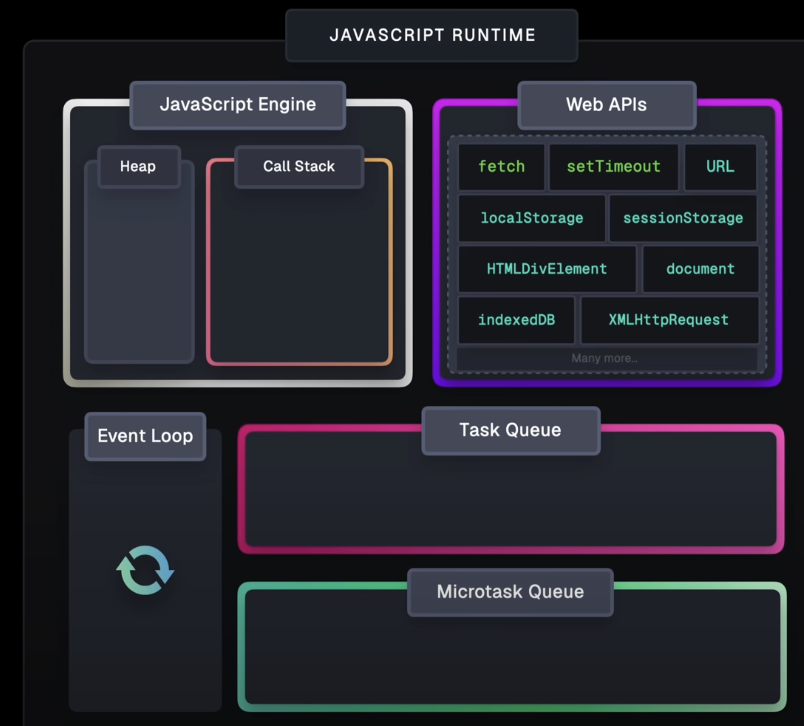 JAVASCRIPT RUNTIME
JavaScript Engine
Heap
Call Stack
Web APIs
fetch
setTimeout
URL
localStorage
sessionStorage
HTMLDivElement
document
indexedDB
XMLHttpRequest
Many more…
Event Loop
Task Queue
Microtask Queue